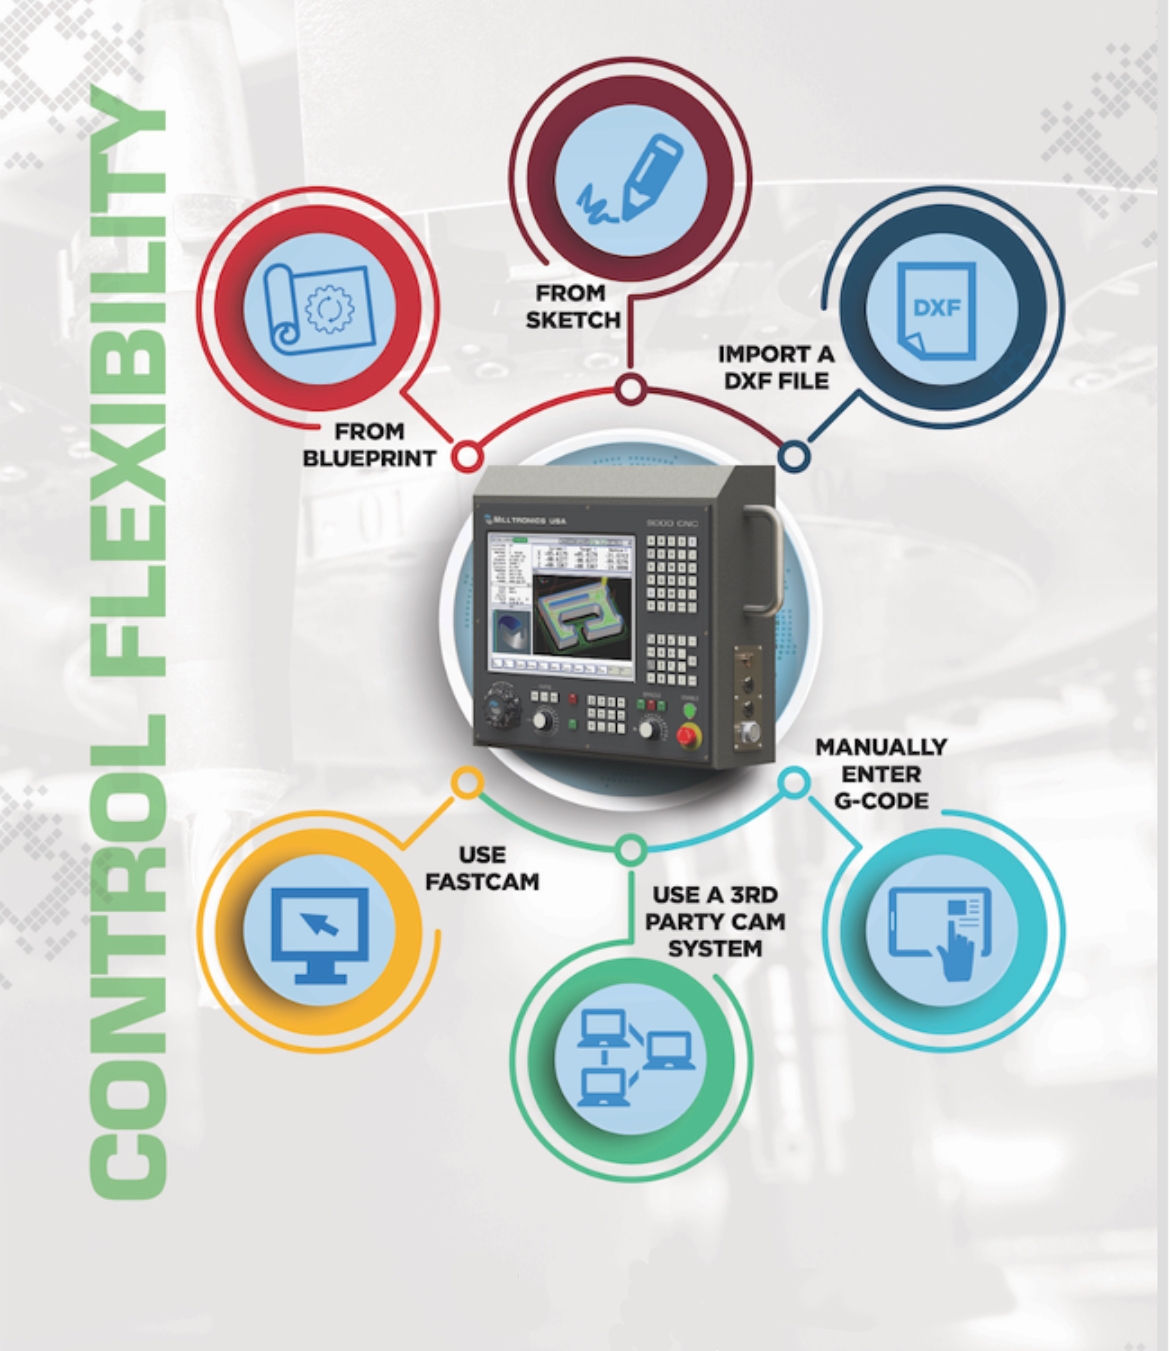 CONTROL FLEXIBILITY
FROM
SKETCH
DXF
IMPORT A
DXF FILE
FROM
BLUEPRINT
MILLTRONICS USA
9000 CNC
MANUALLY
ENTER
G-CODE
USE
FASTCAM
USE A 3RD
PARTY CAM
SYSTEM